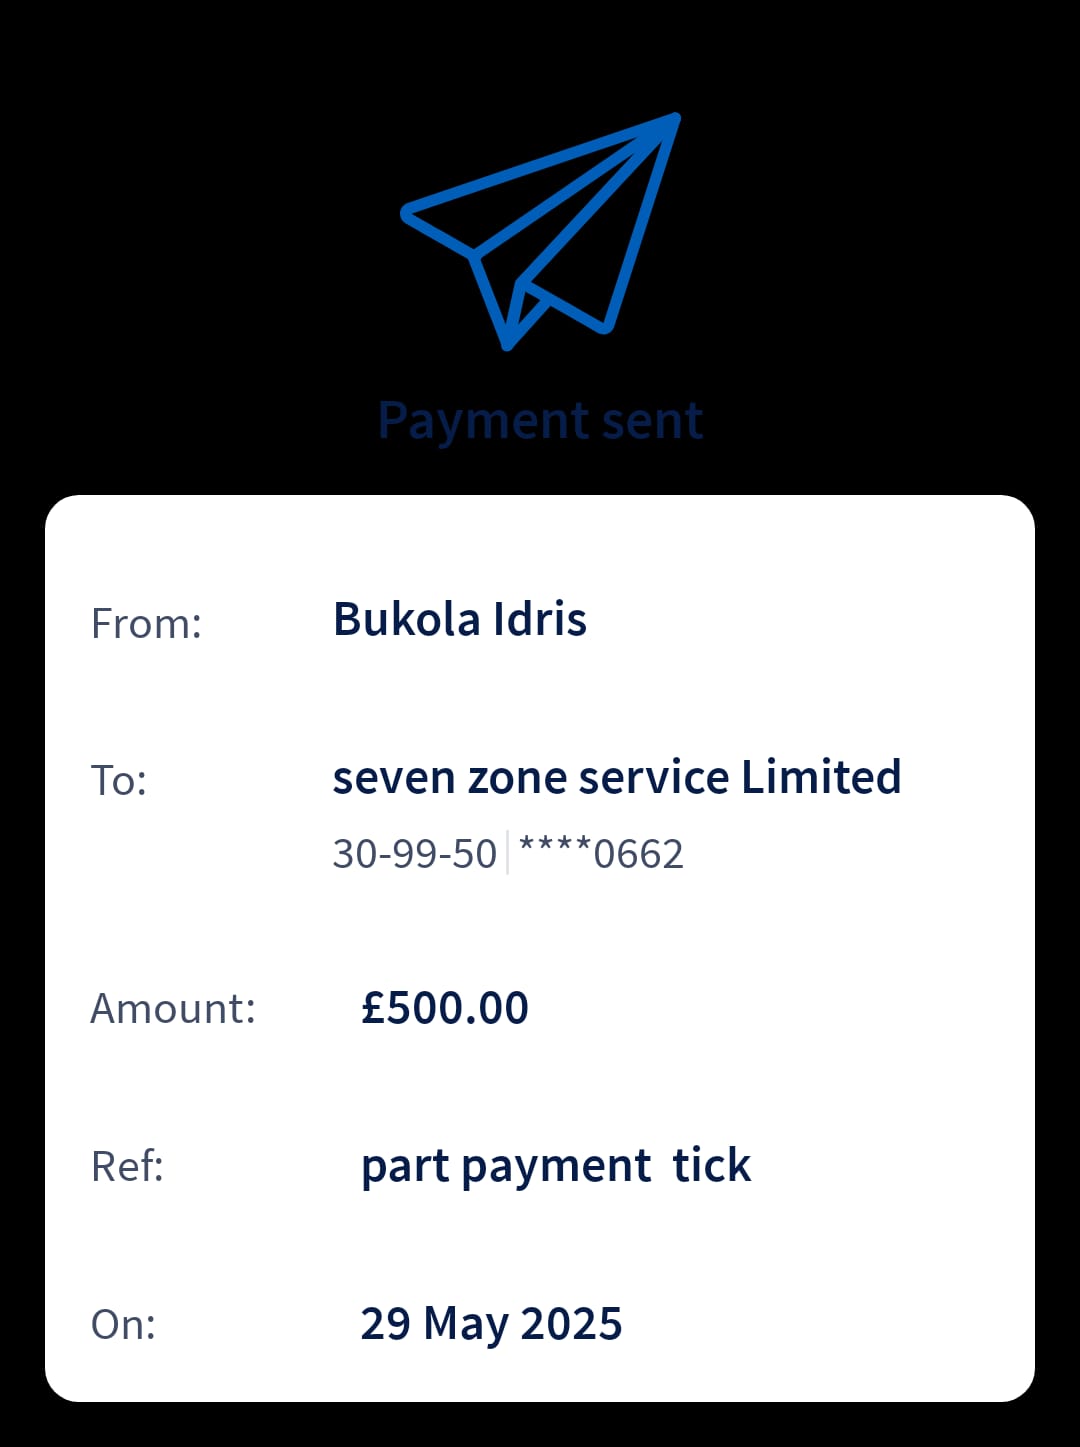 Payment sent
From: Bukola Idris
To: seven zone service Limited
30-99-50 | ****0662
Amount: £500.00
Ref: part payment  tick
On: 29 May 2025